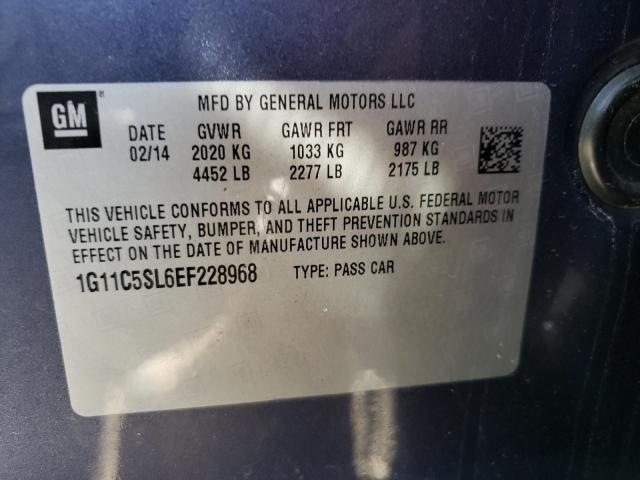 GM
MFD BY GENERAL MOTORS LLC
DATE GVWR GAWR FRT GAWR RR
02/14 2020 KG 1033 KG 987 KG
4452 LB 2277 LB 2175 LB
THIS VEHICLE CONFORMS TO ALL APPLICABLE U.S. FEDERAL MOTOR
VEHICLE SAFETY, BUMPER, AND THEFT PREVENTION STANDARDS IN
EFFECT ON THE DATE OF MANUFACTURE SHOWN ABOVE.
1G11C5SL6EF228968 TYPE: PASS CAR